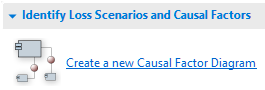 Identify Loss Scenarios and Causal Factors
Create a new Causal Factor Diagram